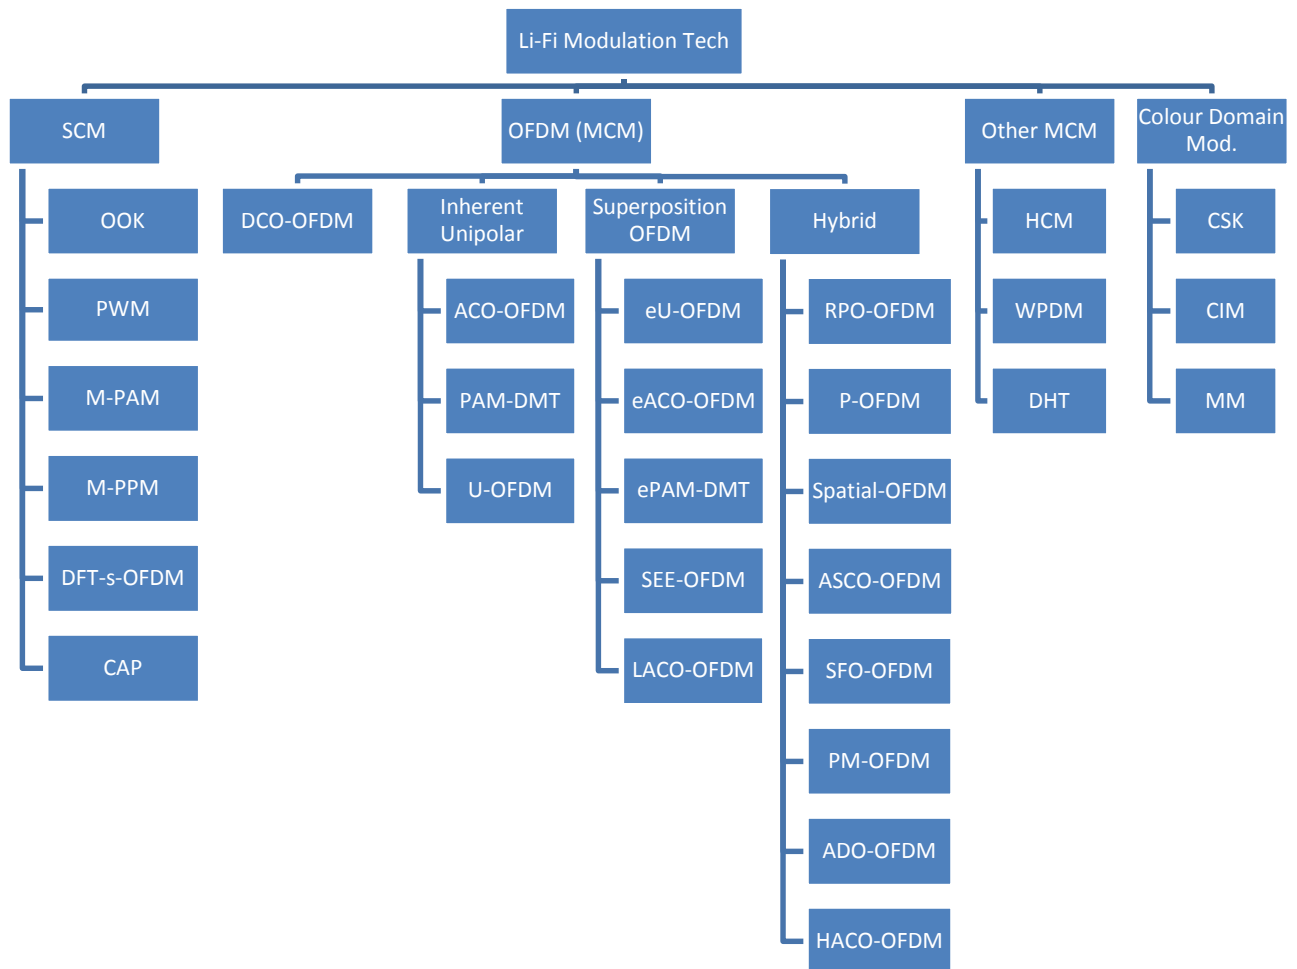 Li-Fi Modulation Tech
SCM
OFDM (MCM)
Other MCM
Colour Domain
Mod.
OOK
PWM
M-PAM
M-PPM
DFT-s-OFDM
CAP
DCO-OFDM
Inherent
Unipolar
ACO-OFDM
PAM-DMT
U-OFDM
Superposition
OFDM
eU-OFDM
eACO-OFDM
ePAM-DMT
SEE-OFDM
LACO-OFDM
Hybrid
RPO-OFDM
P-OFDM
Spatial-OFDM
ASCO-OFDM
SFO-OFDM
PM-OFDM
ADO-OFDM
HACO-OFDM
HCM
WPDM
DHT
CSK
CIM
MM